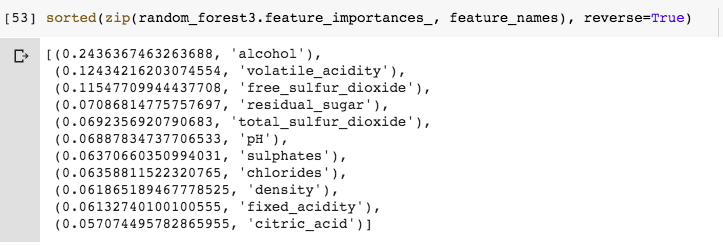 [53] sorted(zip(random_forest3.feature_importances_, feature_names), reverse=True)
[(0.2436367463263688, 'alcohol'),
(0.12434216203074554, 'volatile_acidity'),
(0.11547709944437708, 'free_sulfur_dioxide'),
(0.07086814775757697, 'residual_sugar'),
(0.0692356920790683, 'total_sulfur_dioxide'),
(0.06887834737706533, 'pH'),
(0.06370660350994031, 'sulphates'),
(0.06358811522320765, 'chlorides'),
(0.061865189467778525, 'density'),
(0.06132740100100555, 'fixed_acidity'),
(0.057074495782865955, 'citric_acid')]